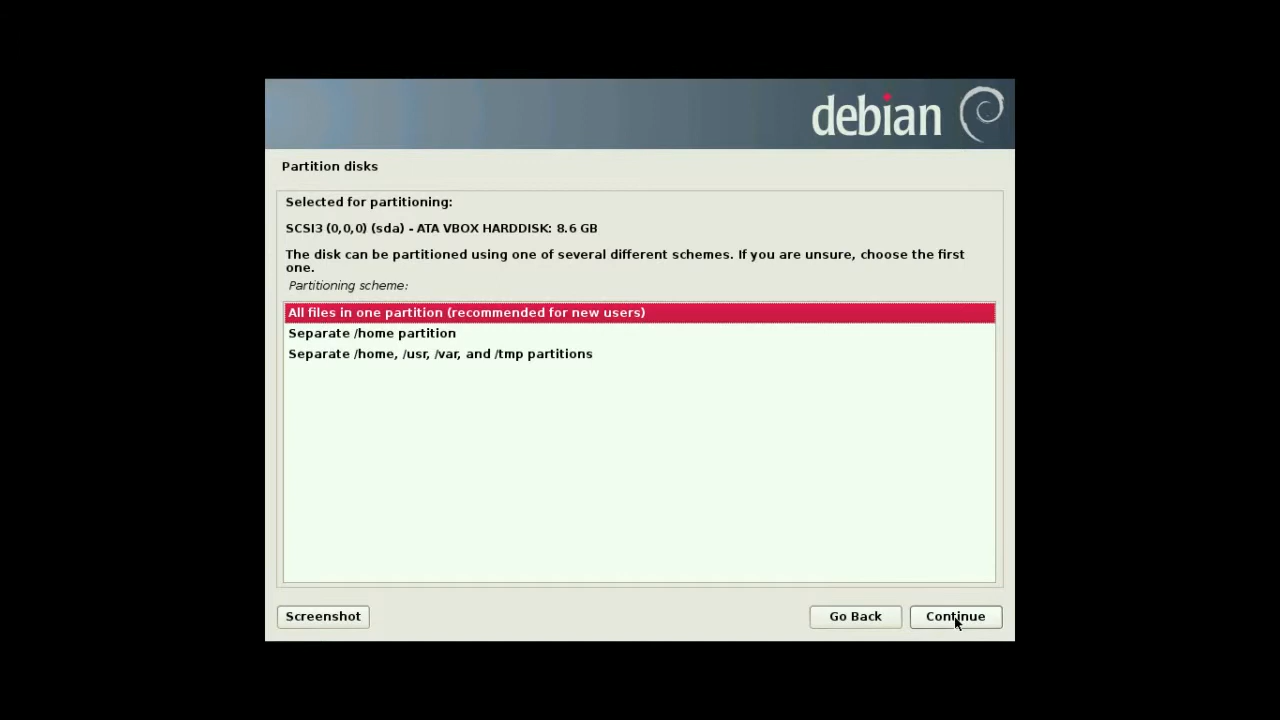 debian
Partition disks
Selected for partitioning:
SCSI3 (0,0,0) (sda) - ATA VBOX HARDDISK: 8.6 GB
The disk can be partitioned using one of several different schemes. If you are unsure, choose the first
one.
Partitioning scheme:
All files in one partition (recommended for new users)
Separate /home partition
Separate /home, /usr, /var, and /tmp partitions
Screenshot
Go Back
Continue